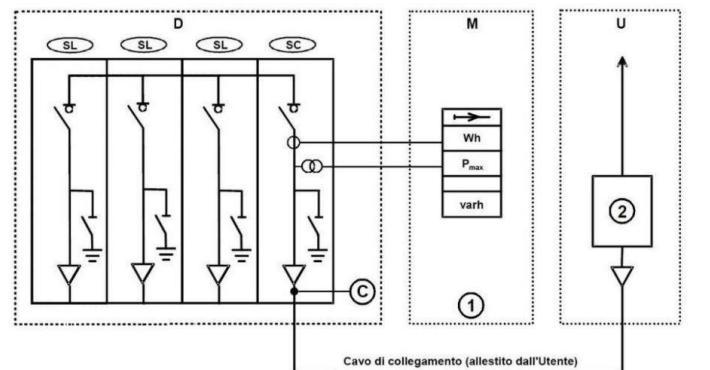 D
M
U
SL
SL
SL
SC
Wh
Pmax
varh
2
C
1
Cavo di collegamento (allestito dall'Utente)